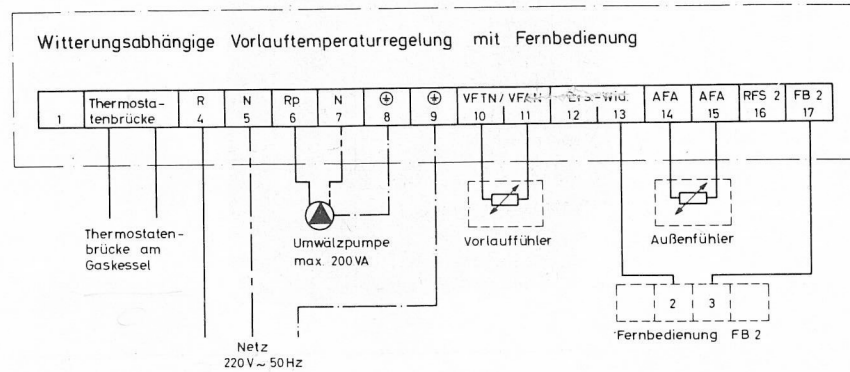 Witterungsabhängige Vorlauftemperaturregelung mit Fernbedienung
Thermosta- R N Rp N VFTN / VFAN Ers.-Wid. AFA AFA RFS 2 FB 2
1 tenbrücke 4 5 6 7 8 9 10 11 12 13 14 15 16 17
Thermostaten-
brücke am
Gaskessel
Umwälzpumpe
max. 200 VA
Vorlauffühler
Außenfühler
2 3
Fernbedienung FB 2
Netz
220 V ~ 50 Hz